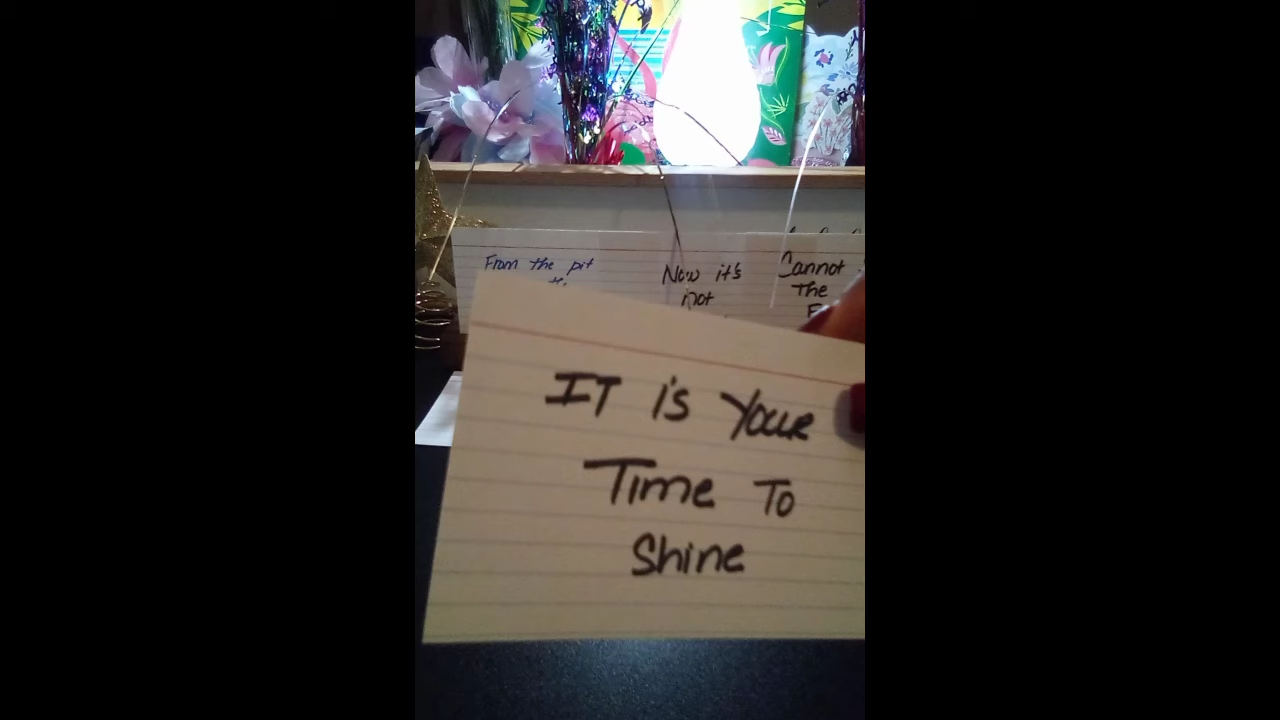 From the pit
Now it's
not
Cannot
The
IT is Your
Time To
Shine